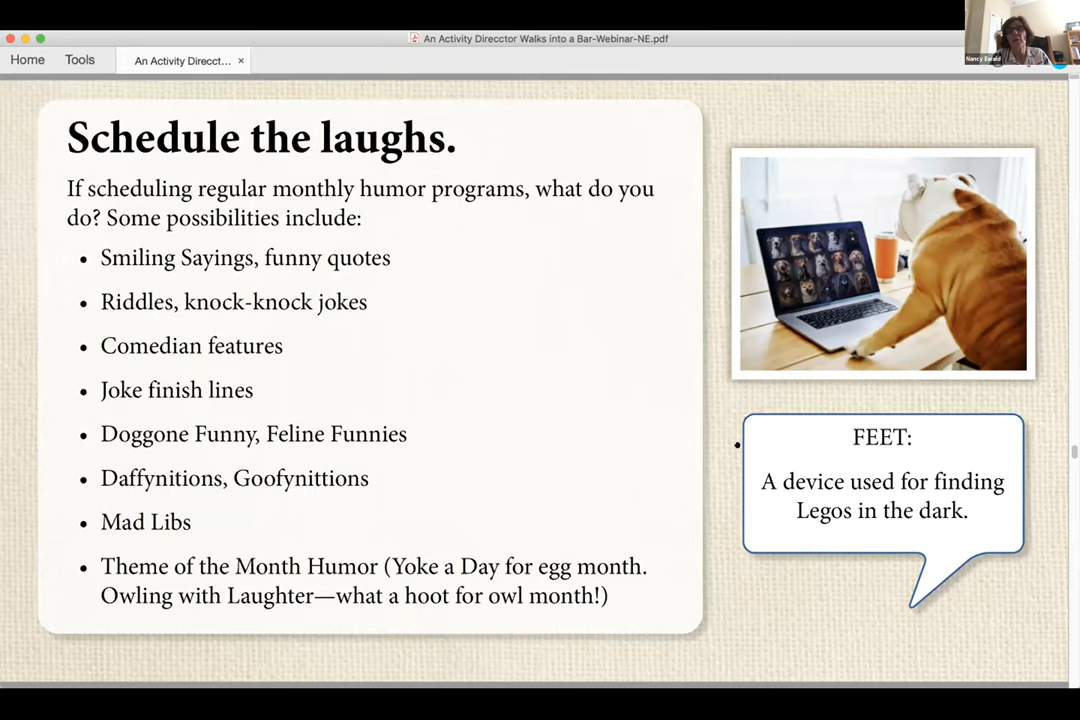 An Activity Direcctor Walks into a Bar-Webinar-NE.pdf
Home
Tools
An Activity Direcct... ×
Nancy Ewald
Schedule the laughs.
If scheduling regular monthly humor programs, what do you
do? Some possibilities include:
• Smiling Sayings, funny quotes
• Riddles, knock-knock jokes
• Comedian features
• Joke finish lines
• Doggone Funny, Feline Funnies
• Daffynitions, Goofynittions
• Mad Libs
• Theme of the Month Humor (Yoke a Day for egg month.
Owling with Laughter—what a hoot for owl month!)
FEET:
A device used for finding
Legos in the dark.